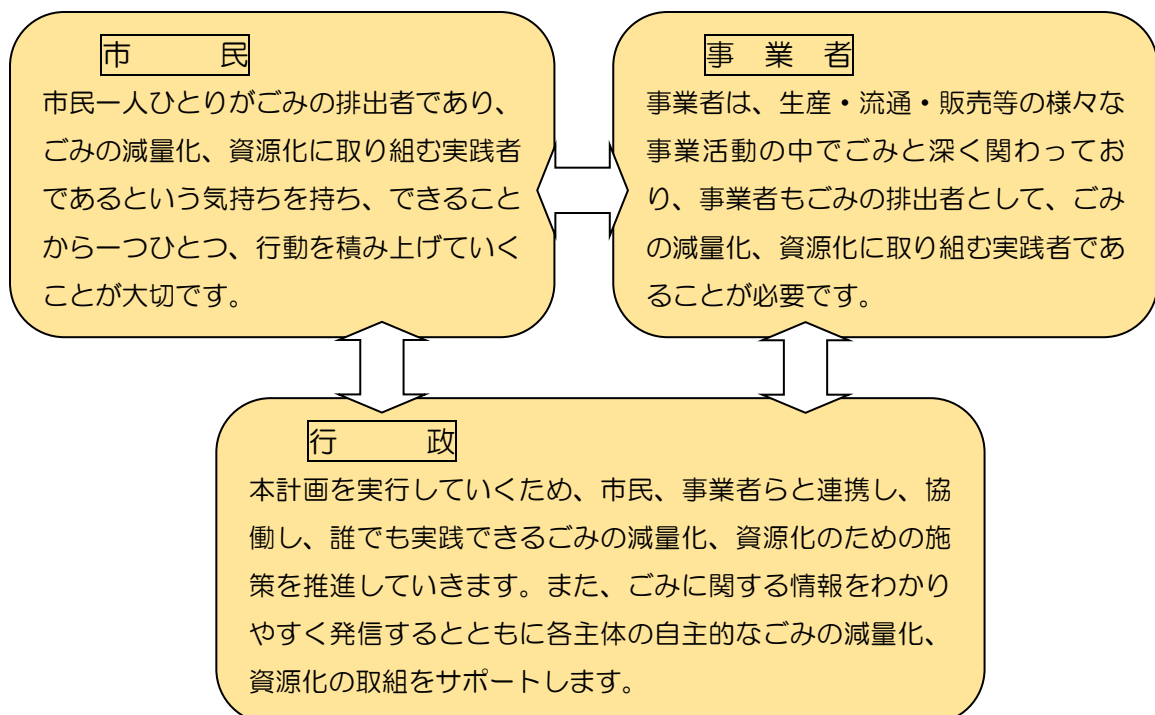 市　　　民
市民一人ひとりがごみの排出者であり、
ごみの減量化、資源化に取り組む実践者
であるという気持ちを持ち、できること
から一つひとつ、行動を積み上げていく
ことが大切です。
事　業　者
事業者は、生産・流通・販売等の様々な
事業活動の中でごみと深く関わってお
り、事業者もごみの排出者として、ごみ
の減量化、資源化に取り組む実践者であ
ることが必要です。
行　　　政
本計画を実行していくため、市民、事業者らと連携し、協
働し、誰でも実践できるごみの減量化、資源化のための施
策を推進していきます。また、ごみに関する情報をわかり
やすく発信するとともに各主体の自主的なごみの減量化、
資源化の取組をサポートします。